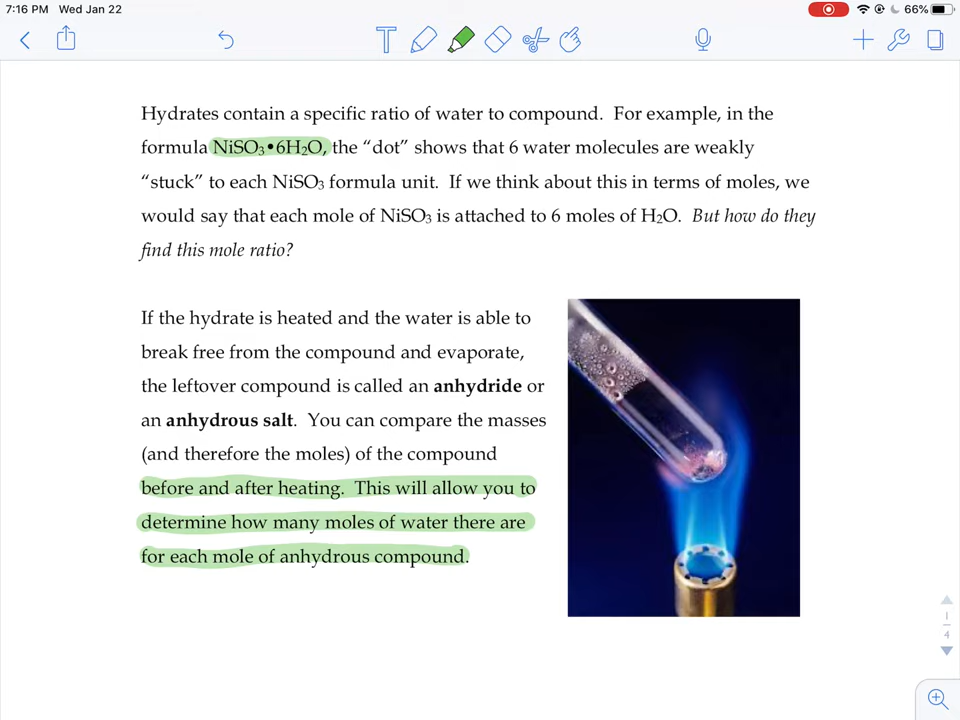 7:16 PM Wed Jan 22
66%
Hydrates contain a specific ratio of water to compound. For example, in the
formula NiSO₃•6H₂O, the “dot” shows that 6 water molecules are weakly
“stuck” to each NiSO₃ formula unit. If we think about this in terms of moles, we
would say that each mole of NiSO₃ is attached to 6 moles of H₂O. But how do they
find this mole ratio?
If the hydrate is heated and the water is able to
break free from the compound and evaporate,
the leftover compound is called an anhydride or
an anhydrous salt. You can compare the masses
(and therefore the moles) of the compound
before and after heating. This will allow you to
determine how many moles of water there are
for each mole of anhydrous compound.
1
4